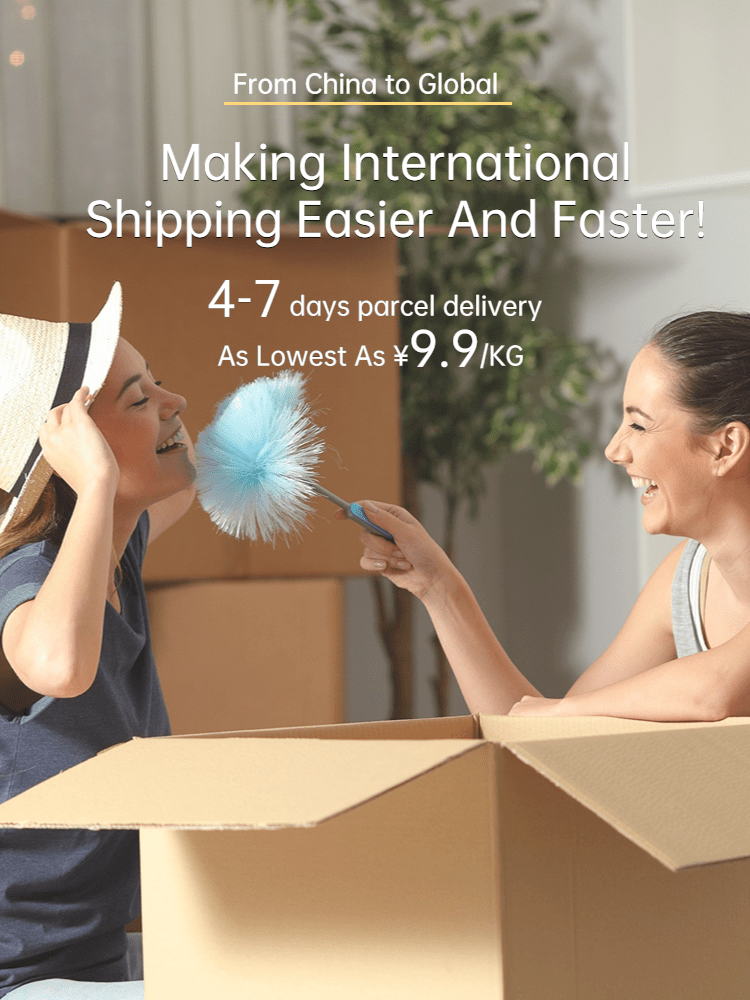 From China to Global
Making International
Shipping Easier And Faster!
4-7 days parcel delivery
As Lowest As ¥9.9/KG